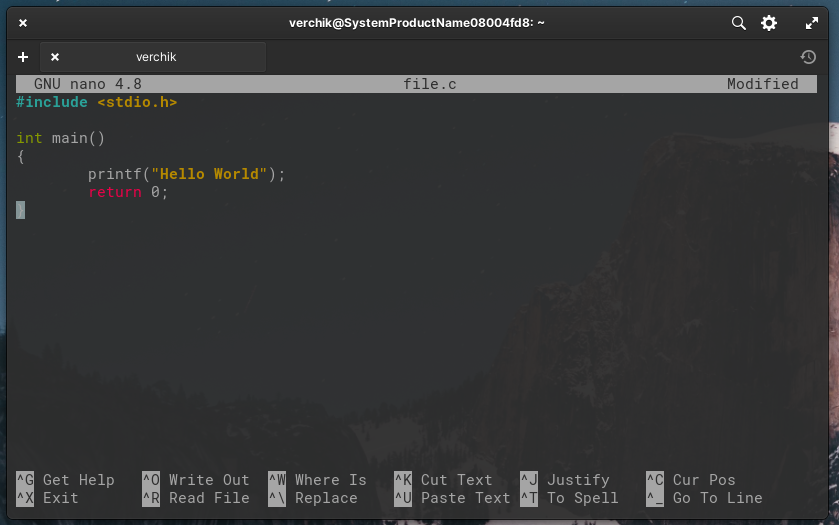 verchik@SystemProductName08004fd8: ~
verchik
GNU nano 4.8 file.c Modified
#include <stdio.h>
int main()
{
        printf("Hello World");
        return 0;
}
^G Get Help ^O Write Out ^W Where Is ^K Cut Text ^J Justify ^C Cur Pos
^X Exit ^R Read File ^\ Replace ^U Paste Text ^T To Spell ^_ Go To Line